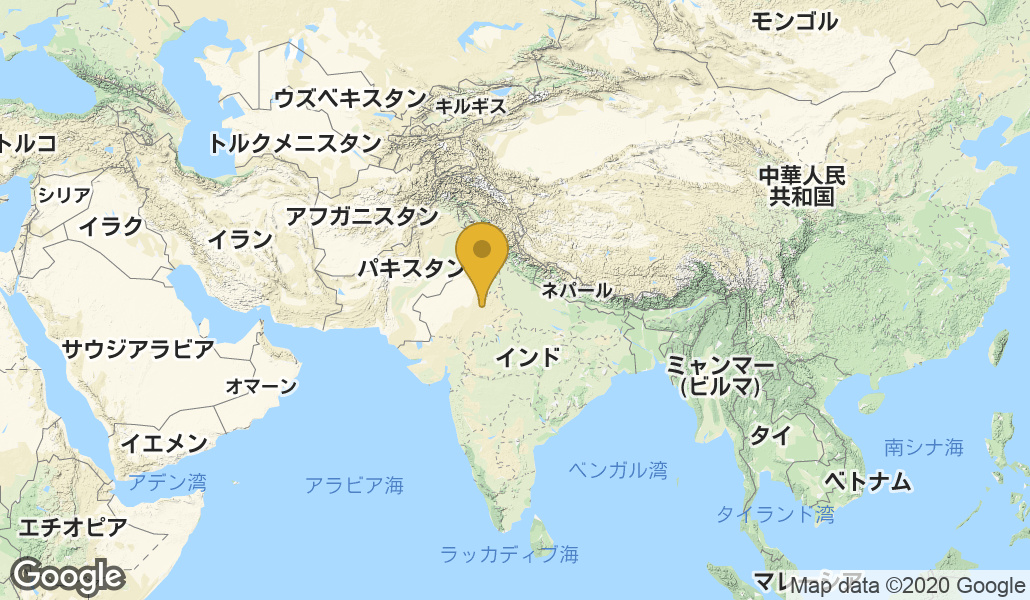 モンゴル
ウズベキスタン
キルギス
トルクメニスタン
トルコ
中華人民
共和国
シリア
アフガニスタン
イラク
イラン
パキスタン
ネパール
サウジアラビア
インド
ミャンマー
(ビルマ)
オマーン
イエメン
タイ
南シナ海
ベンガル湾
アデン湾
アラビア海
ベトナム
タイランド湾
エチオピア
ラッカディブ海
マレーシア
Google
Map data ©2020 Google